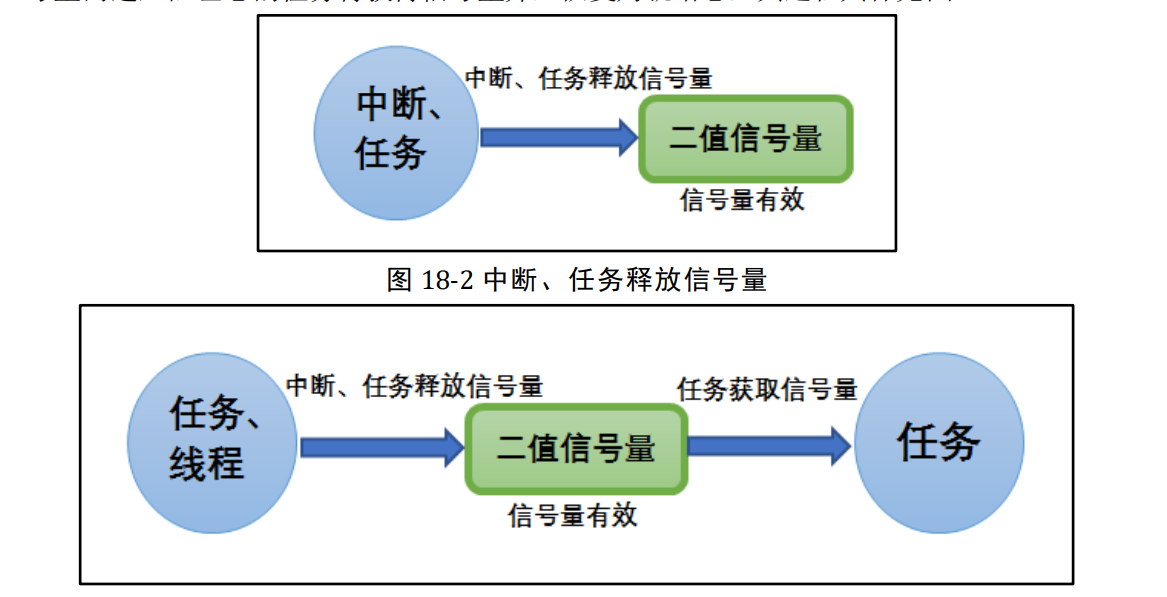 中断、任务释放信号量
中断、
任务
二值信号量
信号量有效
图 18-2 中断、任务释放信号量
中断、任务释放信号量
任务获取信号量
任务、
线程
二值信号量
任务
信号量有效